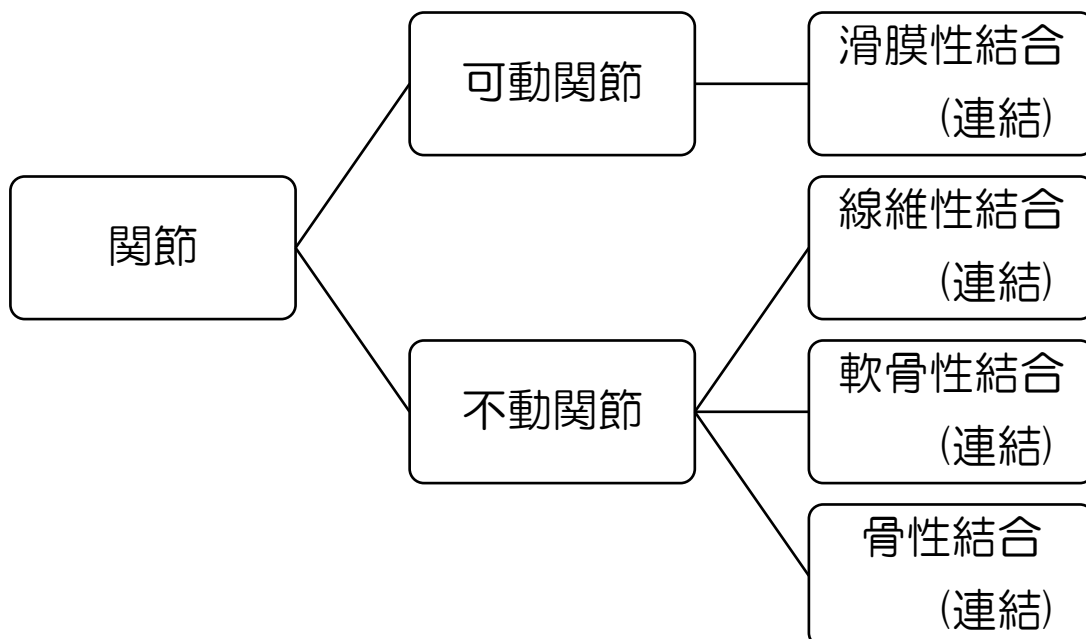 関節
可動関節
滑膜性結合
(連結)
不動関節
線維性結合
(連結)
軟骨性結合
(連結)
骨性結合
(連結)